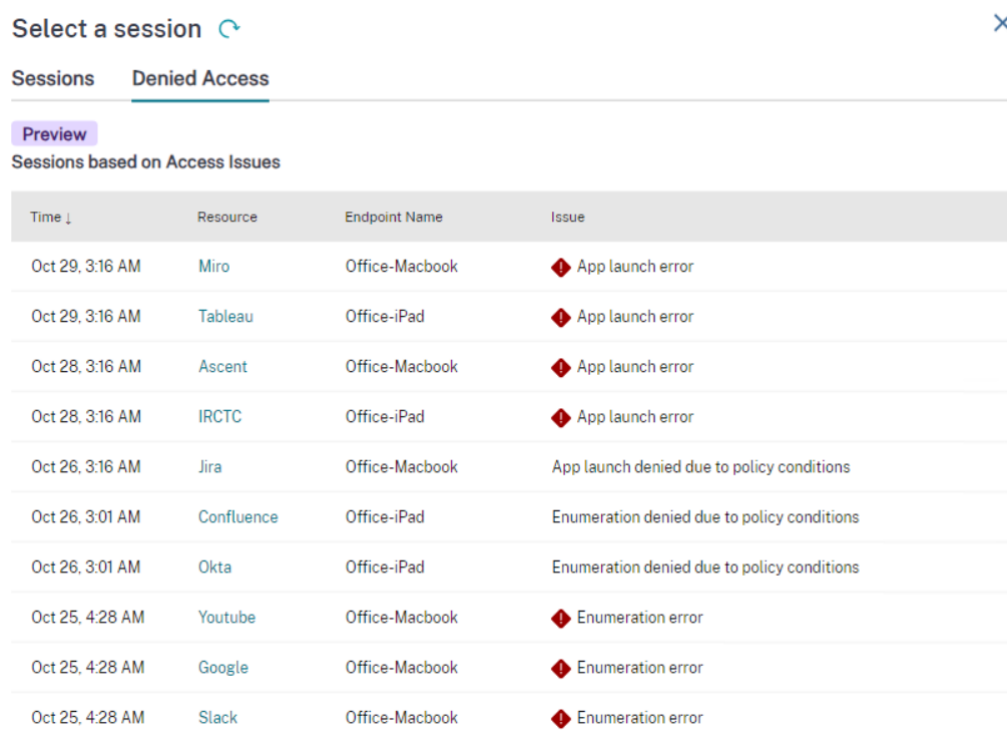 Select a session
Sessions Denied Access
Preview
Sessions based on Access Issues
Time ↓ Resource Endpoint Name Issue
Oct 29, 3:16 AM Miro Office-Macbook App launch error
Oct 29, 3:16 AM Tableau Office-iPad App launch error
Oct 28, 3:16 AM Ascent Office-Macbook App launch error
Oct 28, 3:16 AM IRCTC Office-iPad App launch error
Oct 26, 3:16 AM Jira Office-Macbook App launch denied due to policy conditions
Oct 26, 3:01 AM Confluence Office-iPad Enumeration denied due to policy conditions
Oct 26, 3:01 AM Okta Office-iPad Enumeration denied due to policy conditions
Oct 25, 4:28 AM Youtube Office-Macbook Enumeration error
Oct 25, 4:28 AM Google Office-Macbook Enumeration error
Oct 25, 4:28 AM Slack Office-Macbook Enumeration error